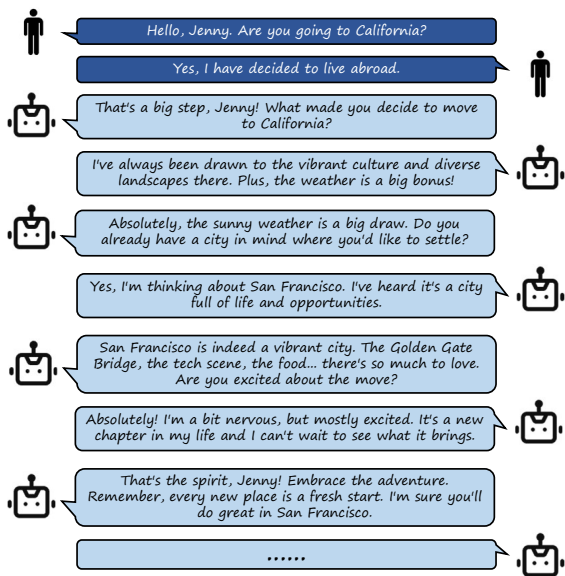 Hello, Jenny. Are you going to California?
Yes, I have decided to live abroad.
That's a big step, Jenny! What made you decide to move
to California?
I've always been drawn to the vibrant culture and diverse
landscapes there. Plus, the weather is a big bonus!
Absolutely, the sunny weather is a big draw. Do you
already have a city in mind where you'd like to settle?
Yes, I'm thinking about San Francisco. I've heard it's a city
full of life and opportunities.
San Francisco is indeed a vibrant city. The Golden Gate
Bridge, the tech scene, the food... there's so much to love.
Are you excited about the move?
Absolutely! I'm a bit nervous, but mostly excited. It's a new
chapter in my life and I can't wait to see what it brings.
That's the spirit, Jenny! Embrace the adventure.
Remember, every new place is a fresh start. I'm sure you'll
do great in San Francisco.
......